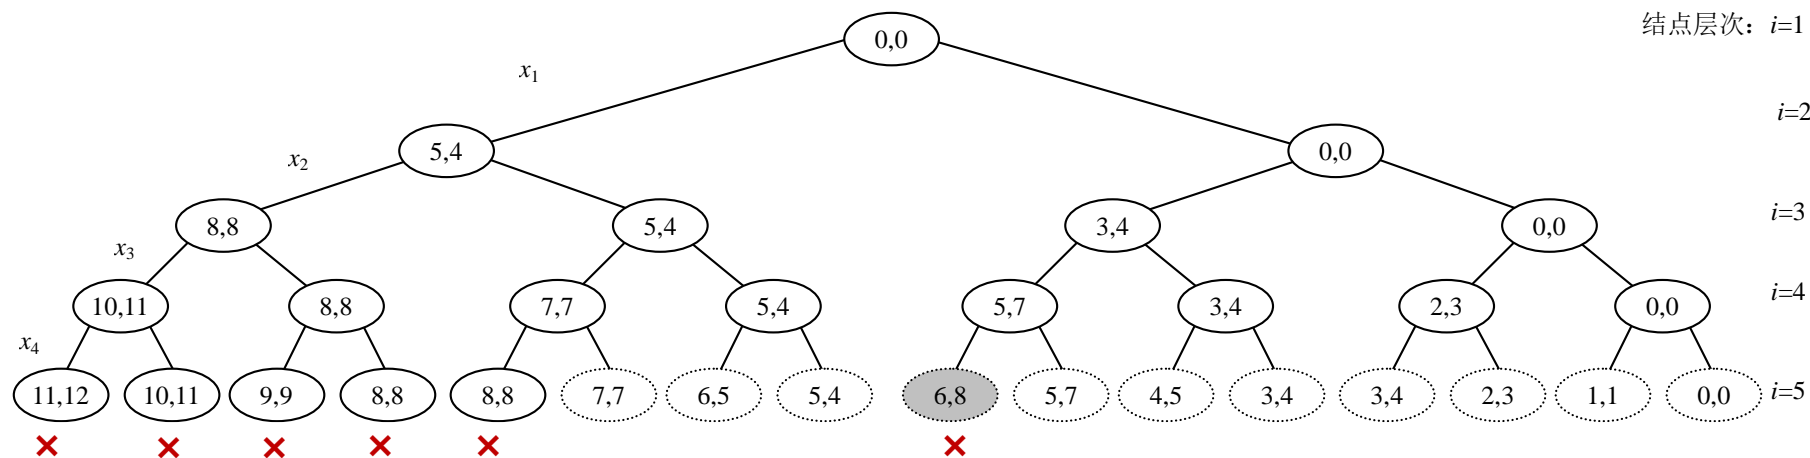 结点层次：i=1
0,0
x1
i=2
5,4 0,0
x2
8,8 5,4 3,4 0,0 i=3
x3
10,11 8,8 7,7 5,4 5,7 3,4 2,3 0,0 i=4
x4
11,12 10,11 9,9 8,8 8,8 7,7 6,5 5,4 6,8 5,7 4,5 3,4 3,4 2,3 1,1 0,0 i=5